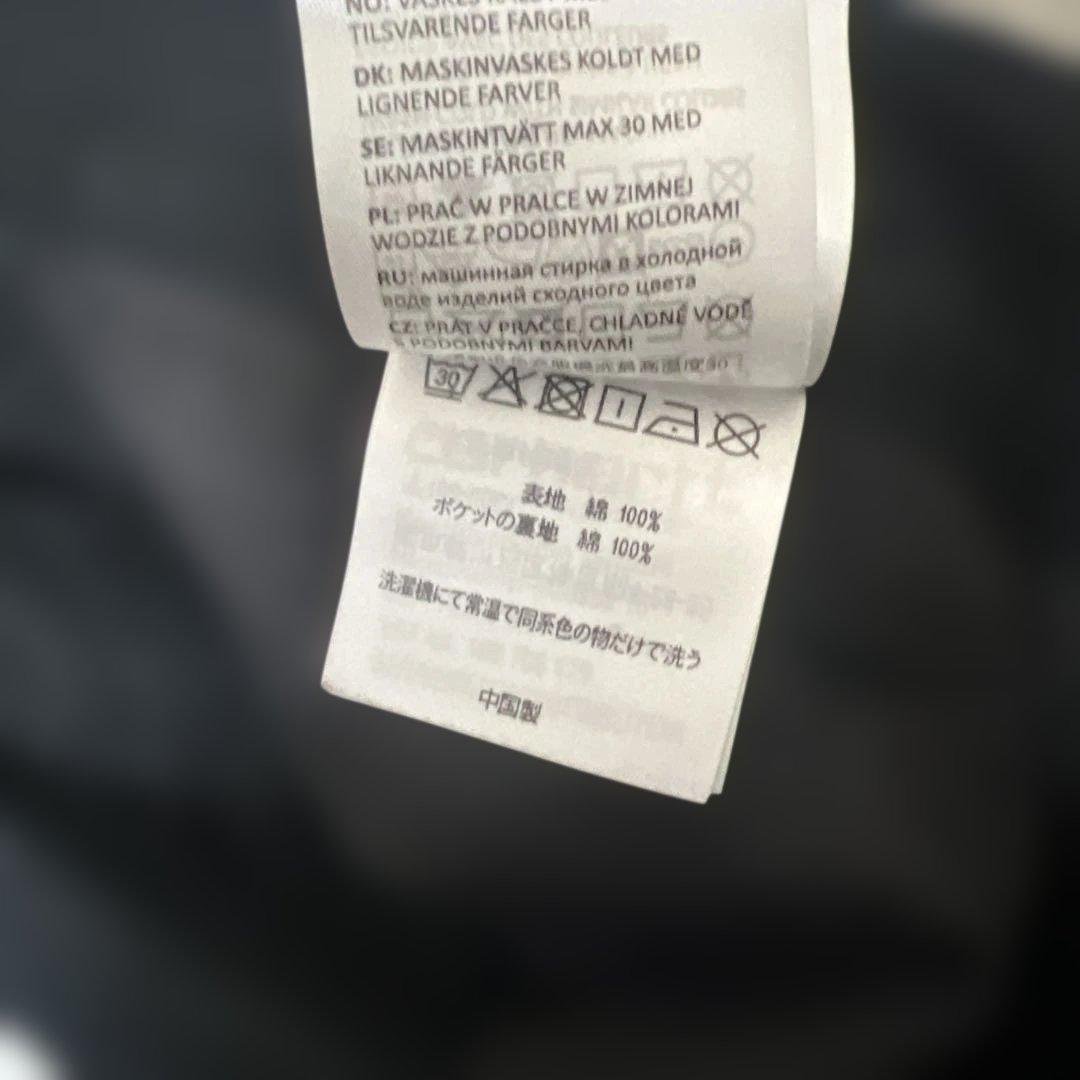 NO: VASKES
TILSVARENDE FARGER
DK: MASKINVASKES KOLDT MED
LIGNENDE FARVER
SE: MASKINTVÄTT MAX 30 MED
LIKNANDE FÄRGER
PL: PRAĆ W PRALCE W ZIMNEJ
WODZIE Z PODOBNYMI KOLORAMI
RU: машинная стирка в холодной
воде изделий сходного цвета
CZ: PRÁT V PRAČCE, CHLADNÉ VODĚ
S PODOBNÝMI BARVAMI
30
表地 綿 100%
ポケットの裏地 綿 100%
洗濯機にて常温で同系色の物だけで洗う
中国製